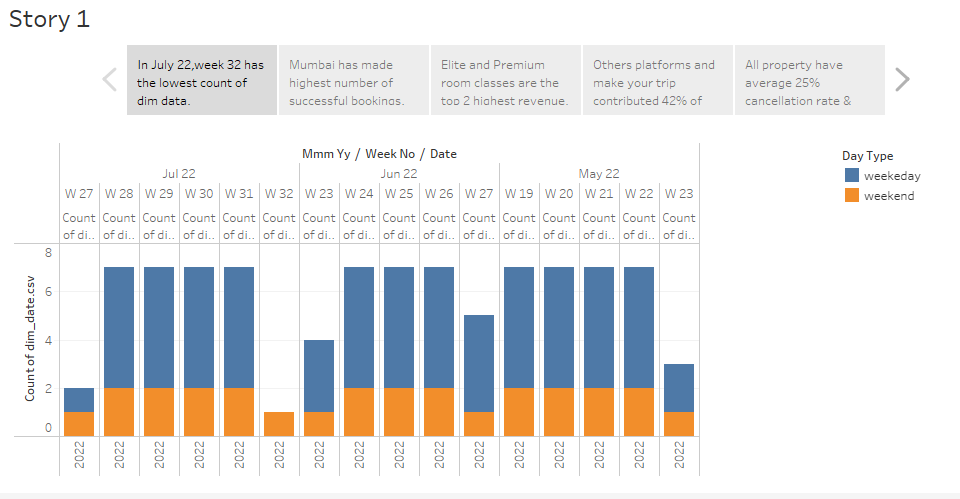 Story 1
In July 22,week 32 has
the lowest count of
dim data.
Mumbai has made
highest number of
successful bookings.
Elite and Premium
room classes are the
top 2 highest revenue.
Others platforms and
make your trip
contributed 42% of
All property have
average 25%
cancellation rate &
Mmm Yy / Week No / Date
Jul 22 Jun 22 May 22
W 27 W 28 W 29 W 30 W 31 W 32 W 23 W 24 W 25 W 26 W 27 W 19 W 20 W 21 W 22 W 23
Count Count Count Count Count Count Count Count Count Count Count Count Count Count Count Count
of di.. of di.. of di.. of di.. of di.. of di.. of di.. of di.. of di.. of di.. of di.. of di.. of di.. of di.. of di.. of di..
Day Type
weekeday
weekend
Count of dim_date.csv
8
6
4
2
0
2022 2022 2022 2022 2022 2022 2022 2022 2022 2022 2022 2022 2022 2022 2022 2022